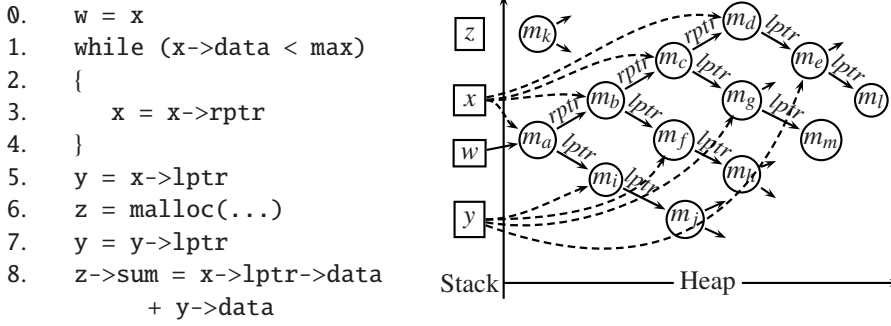 0. w = x
1. while (x->data < max)
2. {
3. x = x->rptr
4. }
5. y = x->lptr
6. z = malloc(...)
7. y = y->lptr
8. z->sum = x->lptr->data
+ y->data
z
x
w
y
m_k
m_d
m_c
m_e
m_b
m_g
m_l
m_a
m_f
m_m
m_i
m_h
m_j
rptr
rptr
rptr
lptr
lptr
lptr
lptr
lptr
lptr
lptr
lptr
lptr
Stack
Heap